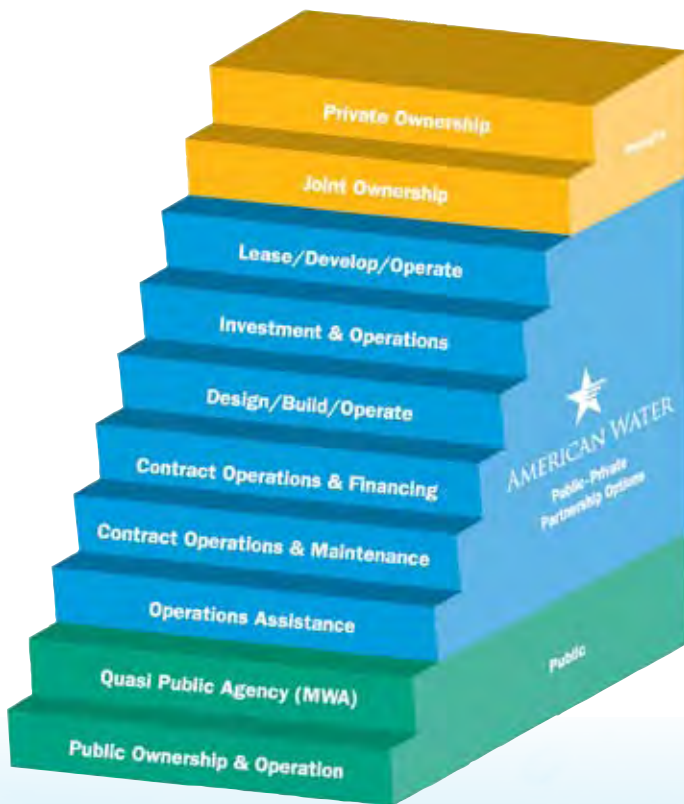 Private Ownership
Joint Ownership
Lease/Develop/Operate
Investment & Operations
Design/Build/Operate
Contract Operations & Financing
Contract Operations & Maintenance
Operations Assistance
Quasi Public Agency (MWA)
Public Ownership & Operation
AMERICAN WATER
Public-Private
Partnership Options
Public